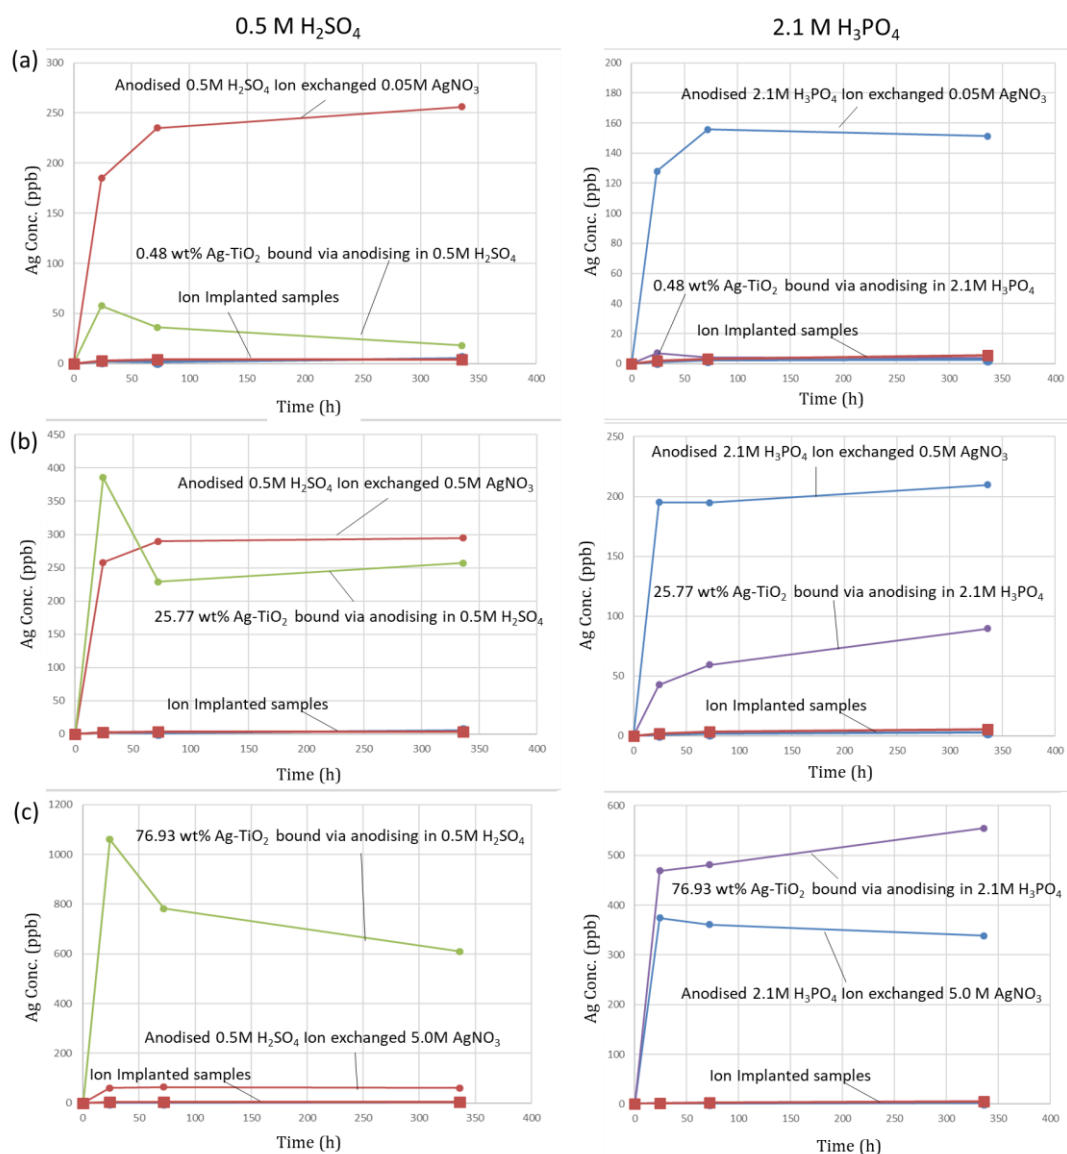 0.5 M H₂SO₄
2.1 M H₃PO₄
(a)
300
250
200
150
100
50
0
Ag Conc. (ppb)
Anodised 0.5M H₂SO₄ Ion exchanged 0.05M AgNO₃
0.48 wt% Ag-TiO₂ bound via anodising in 0.5M H₂SO₄
Ion Implanted samples
0 50 100 150 200 250 300 350 400
Time (h)
200
180
160
140
120
100
80
60
40
20
0
Ag Conc. (ppb)
Anodised 2.1M H₃PO₄ Ion exchanged 0.05M AgNO₃
0.48 wt% Ag-TiO₂ bound via anodising in 2.1M H₃PO₄
Ion Implanted samples
0 50 100 150 200 250 300 350 400
Time (h)
(b)
450
400
350
300
250
200
150
100
50
0
Ag Conc. (ppb)
Anodised 0.5M H₂SO₄ Ion exchanged 0.5M AgNO₃
25.77 wt% Ag-TiO₂ bound via anodising in 0.5M H₂SO₄
Ion Implanted samples
0 50 100 150 200 250 300 350 400
Time (h)
250
200
150
100
50
0
Ag Conc. (ppb)
Anodised 2.1M H₃PO₄ Ion exchanged 0.5M AgNO₃
25.77 wt% Ag-TiO₂ bound via anodising in 2.1M H₃PO₄
Ion Implanted samples
0 50 100 150 200 250 300 350 400
Time (h)
(c)
1200
1000
800
600
400
200
0
Ag Conc. (ppb)
76.93 wt% Ag-TiO₂ bound via anodising in 0.5M H₂SO₄
Anodised 0.5M H₂SO₄ Ion exchanged 5.0M AgNO₃
Ion Implanted samples
0 50 100 150 200 250 300 350 400
Time (h)
600
500
400
300
200
100
0
Ag Conc. (ppb)
76.93 wt% Ag-TiO₂ bound via anodising in 2.1M H₃PO₄
Anodised 2.1M H₃PO₄ Ion exchanged 5.0 M AgNO₃
Ion Implanted samples
0 50 100 150 200 250 300 350 400
Time (h)